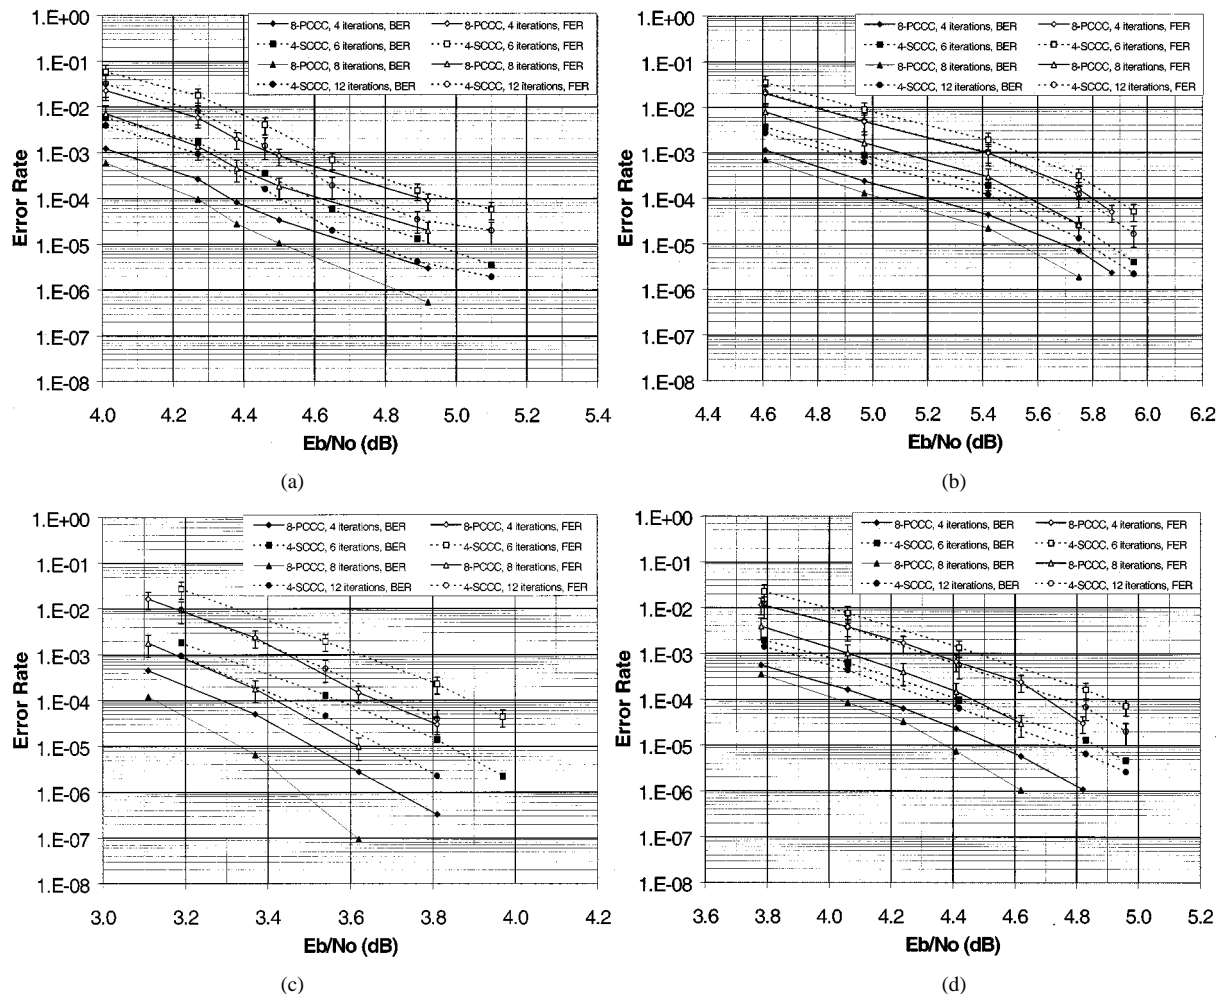 8-PCCC, 4 iterations, BER
8-PCCC, 4 iterations, FER
4-SCCC, 6 iterations, BER
4-SCCC, 6 iterations, FER
8-PCCC, 8 iterations, BER
8-PCCC, 8 iterations, FER
4-SCCC, 12 iterations, BER
4-SCCC, 12 iterations, FER
Error Rate
1.E+00
1.E-01
1.E-02
1.E-03
1.E-04
1.E-05
1.E-06
1.E-07
1.E-08
4.0 4.2 4.4 4.6 4.8 5.0 5.2 5.4
Eb/No (dB)
(a)
8-PCCC, 4 iterations, BER
8-PCCC, 4 iterations, FER
4-SCCC, 6 iterations, BER
4-SCCC, 6 iterations, FER
8-PCCC, 8 iterations, BER
8-PCCC, 8 iterations, FER
4-SCCC, 12 iterations, BER
4-SCCC, 12 iterations, FER
Error Rate
1.E+00
1.E-01
1.E-02
1.E-03
1.E-04
1.E-05
1.E-06
1.E-07
1.E-08
4.4 4.6 4.8 5.0 5.2 5.4 5.6 5.8 6.0 6.2
Eb/No (dB)
(b)
8-PCCC, 4 iterations, BER
8-PCCC, 4 iterations, FER
4-SCCC, 6 iterations, BER
4-SCCC, 6 iterations, FER
8-PCCC, 8 iterations, BER
8-PCCC, 8 iterations, FER
4-SCCC, 12 iterations, BER
4-SCCC, 12 iterations, FER
Error Rate
1.E+00
1.E-01
1.E-02
1.E-03
1.E-04
1.E-05
1.E-06
1.E-07
1.E-08
3.0 3.2 3.4 3.6 3.8 4.0 4.2
Eb/No (dB)
(c)
8-PCCC, 4 iterations, BER
8-PCCC, 4 iterations, FER
4-SCCC, 6 iterations, BER
4-SCCC, 6 iterations, FER
8-PCCC, 8 iterations, BER
8-PCCC, 8 iterations, FER
4-SCCC, 12 iterations, BER
4-SCCC, 12 iterations, FER
Error Rate
1.E+00
1.E-01
1.E-02
1.E-03
1.E-04
1.E-05
1.E-06
1.E-07
1.E-08
3.6 3.8 4.0 4.2 4.4 4.6 4.8 5.0 5.2
Eb/No (dB)
(d)